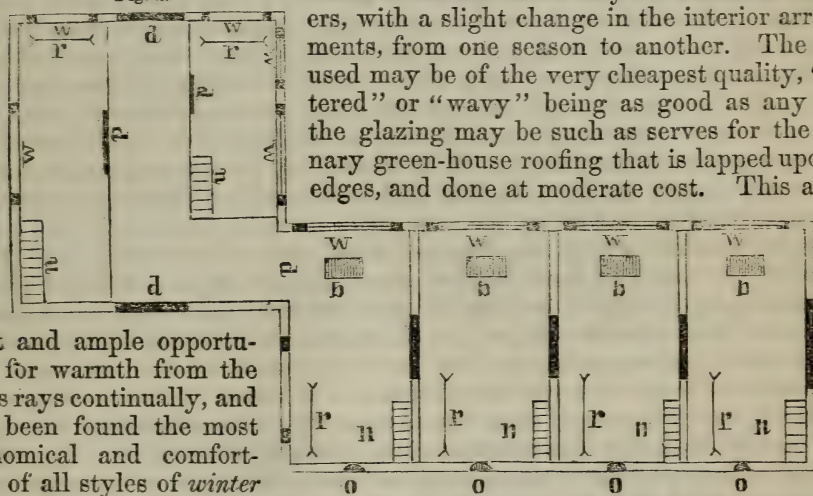 w d w
r r
ers, with a slight change in the interior arr
ments, from one season to another. The
used may be of the very cheapest quality,
tered” or “wavy” being as good as any
the glazing may be such as serves for the
nary green-house roofing that is lapped upo
edges, and done at moderate cost. This a
w
n
n
d
w w w w
b b b b
and ample opportu-
for warmth from the
s rays continually, and
been found the most
nomical and comfort-
of all styles of winter
r n r n r n r n
o o o o